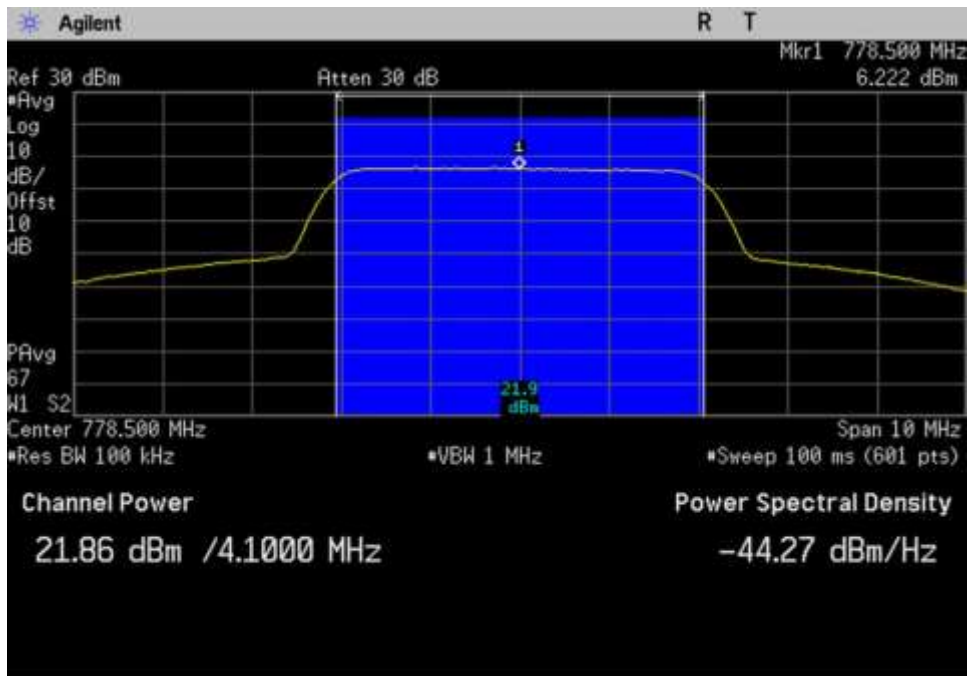 Agilent R T
Mkr1 778.500 MHz
Ref 30 dBm Atten 30 dB 6.222 dBm
#Avg
Log
10
dB/
Offst
10
dB
1
PAvg
67
W1 S2
21.9
dBm
Center 778.500 MHz Span 10 MHz
#Res BW 100 kHz #VBW 1 MHz #Sweep 100 ms (601 pts)
Channel Power Power Spectral Density
21.86 dBm /4.1000 MHz -44.27 dBm/Hz